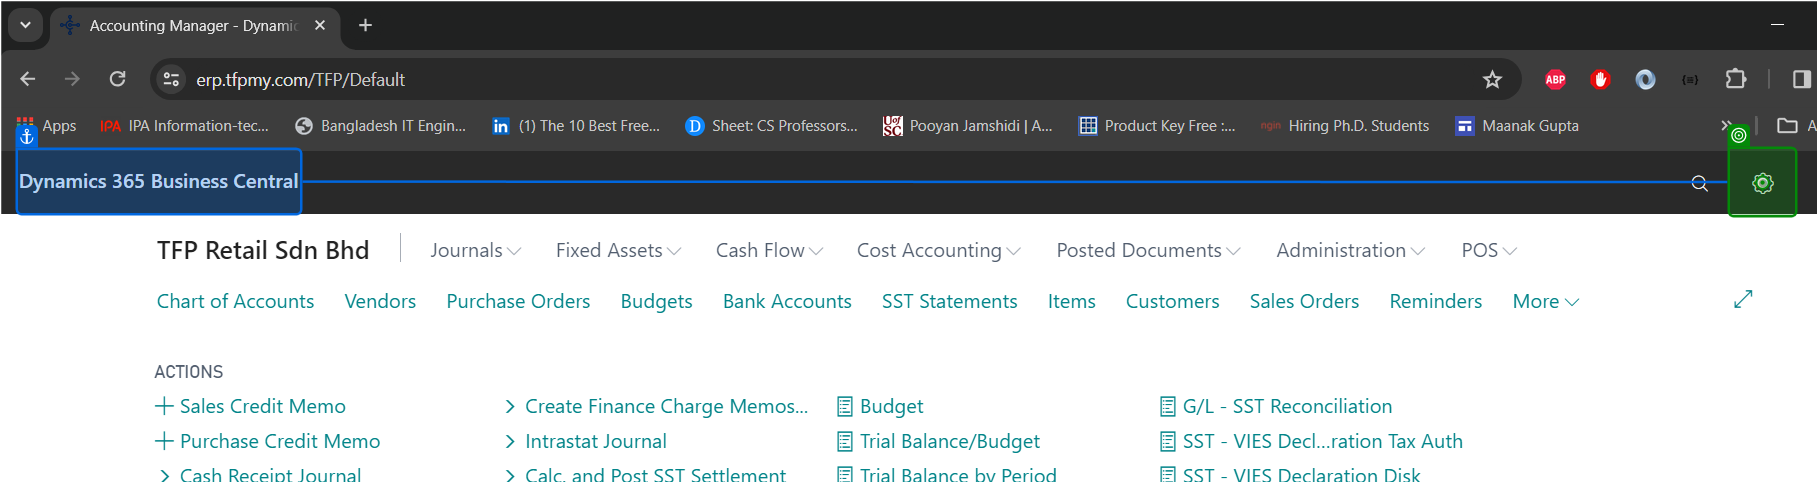 Accounting Manager - Dynamic
erp.tfpmy.com/TFP/Default
ABP
Apps IPA IPA Information-tec... Bangladesh IT Engin... in (1) The 10 Best Free... D Sheet: CS Professors... Pooyan Jamshidi | A... Product Key Free :... ngin Hiring Ph.D. Students Maanak Gupta » A
Dynamics 365 Business Central
TFP Retail Sdn Bhd Journals Fixed Assets Cash Flow Cost Accounting Posted Documents Administration POS
Chart of Accounts Vendors Purchase Orders Budgets Bank Accounts SST Statements Items Customers Sales Orders Reminders More
ACTIONS
Sales Credit Memo Create Finance Charge Memos... Budget G/L - SST Reconciliation
Purchase Credit Memo Intrastat Journal Trial Balance/Budget SST - VIES Decl...ration Tax Auth
Cash Receipt Journal Calc. and Post SST Settlement Trial Balance by Period SST - VIES Declaration Disk